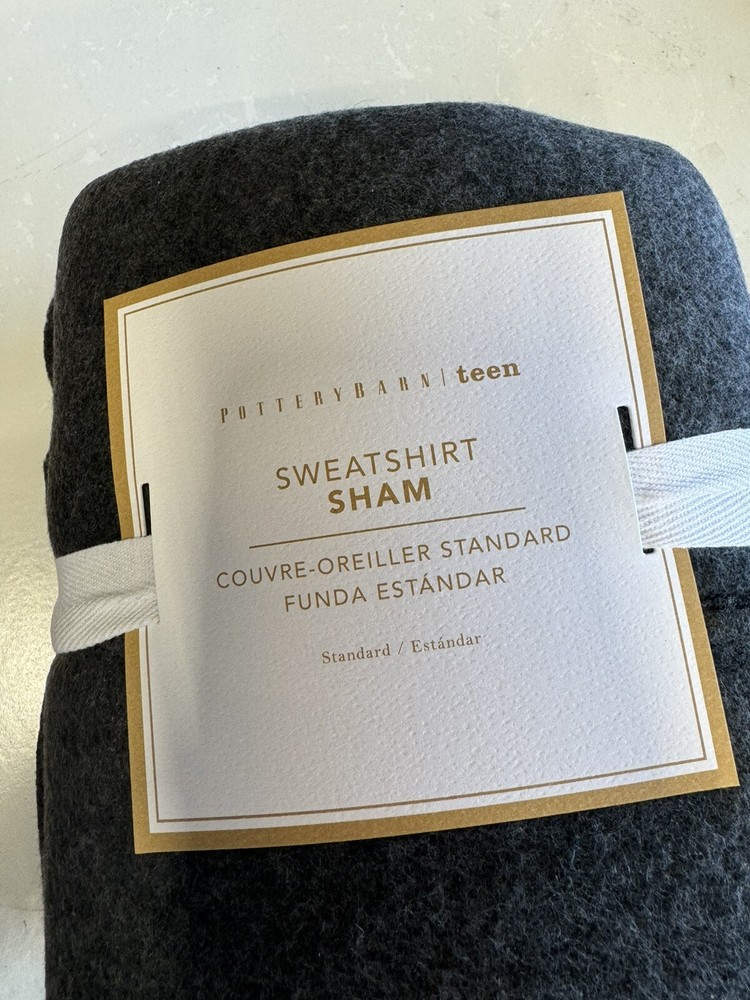 POTTERYBARN | teen
SWEATSHIRT
SHAM
COUVRE-OREILLER STANDARD
FUNDA ESTÁNDAR
Standard / Estándar